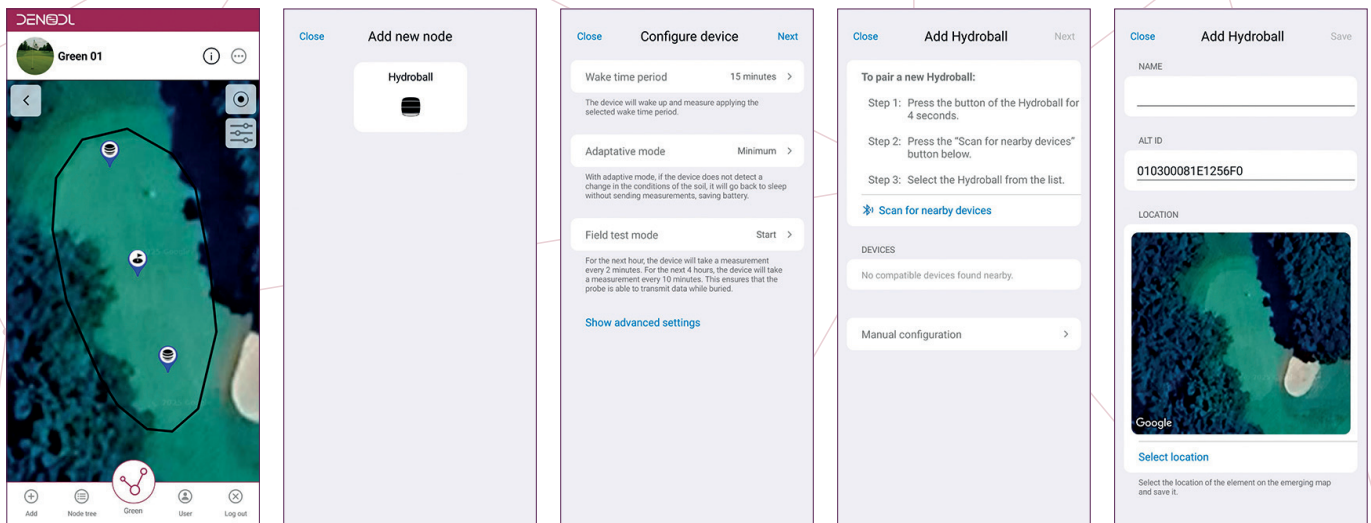 DENODL
Green 01
Add
Node tree
Green
User
Log out
Close
Add new node
Hydroball
Close
Configure device
Next
Wake time period
15 minutes
The device will wake up and measure applying the
selected wake time period.
Adaptative mode
Minimum
With adaptive mode, if the device does not detect a
change in the conditions of the soil, it will go back to sleep
without sending measurements, saving battery.
Field test mode
Start
For the next hour, the device will take a measurement
every 2 minutes. For the next 4 hours, the device will take
a measurement every 10 minutes. This ensures that the
probe is able to transmit data while buried.
Show advanced settings
Close
Add Hydroball
Next
To pair a new Hydroball:
Step 1: Press the button of the Hydroball for
4 seconds.
Step 2: Press the "Scan for nearby devices"
button below.
Step 3: Select the Hydroball from the list.
Scan for nearby devices
DEVICES
No compatible devices found nearby.
Manual configuration
Close
Add Hydroball
Save
NAME
ALT ID
010300081E1256F0
LOCATION
Google
Select location
Select the location of the element on the emerging map
and save it.